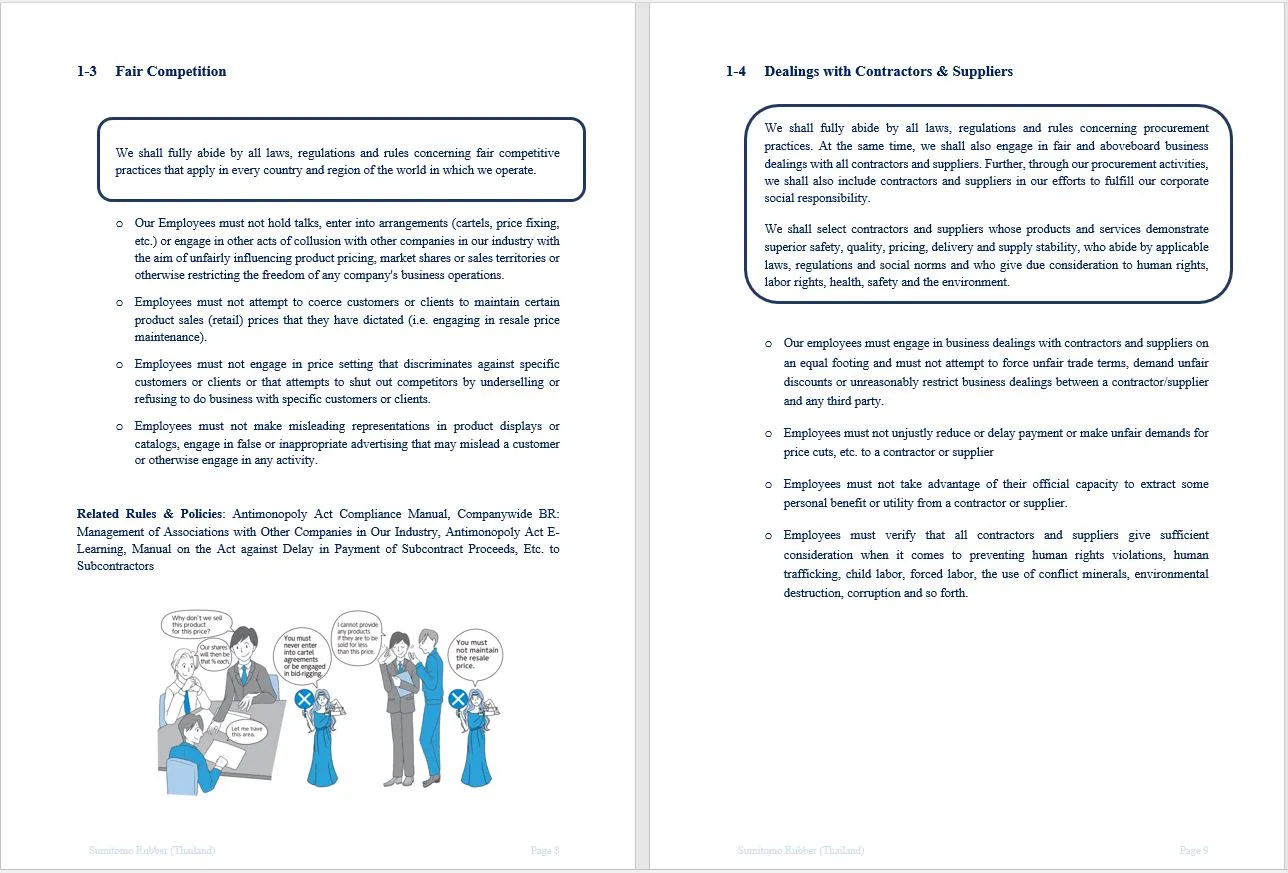 1-3 Fair Competition
We shall fully abide by all laws, regulations and rules concerning fair competitive
practices that apply in every country and region of the world in which we operate.
o Our Employees must not hold talks, enter into arrangements (cartels, price fixing,
etc.) or engage in other acts of collusion with other companies in our industry with
the aim of unfairly influencing product pricing, market shares or sales territories or
otherwise restricting the freedom of any company's business operations.
o Employees must not attempt to coerce customers or clients to maintain certain
product sales (retail) prices that they have dictated (i.e. engaging in resale price
maintenance).
o Employees must not engage in price setting that discriminates against specific
customers or clients or that attempts to shut out competitors by underselling or
refusing to do business with specific customers or clients.
o Employees must not make misleading representations in product displays or
catalogs, engage in false or inappropriate advertising that may mislead a customer
or otherwise engage in any activity.
Related Rules & Policies: Antimonopoly Act Compliance Manual, Companywide BR:
Management of Associations with Other Companies in Our Industry, Antimonopoly Act E-
Learning, Manual on the Act against Delay in Payment of Subcontract Proceeds, Etc. to
Subcontractors
Why don't we sell
this product
for this price?
Our shares
will then be
that % each.
Let me have
this area.
You must
never enter
into cartel
agreements
or be engaged
in bid-rigging.
I cannot provide
any products
if they are to be
sold for less
than this price.
You must
not maintain
the resale
price.
Sumitomo Rubber (Thailand)
Page 8
1-4 Dealings with Contractors & Suppliers
We shall fully abide by all laws, regulations and rules concerning procurement
practices. At the same time, we shall also engage in fair and aboveboard business
dealings with all contractors and suppliers. Further, through our procurement activities,
we shall also include contractors and suppliers in our efforts to fulfill our corporate
social responsibility.
We shall select contractors and suppliers whose products and services demonstrate
superior safety, quality, pricing, delivery and supply stability, who abide by applicable
laws, regulations and social norms and who give due consideration to human rights,
labor rights, health, safety and the environment.
o Our employees must engage in business dealings with contractors and suppliers on
an equal footing and must not attempt to force unfair trade terms, demand unfair
discounts or unreasonably restrict business dealings between a contractor/supplier
and any third party.
o Employees must not unjustly reduce or delay payment or make unfair demands for
price cuts, etc. to a contractor or supplier
o Employees must not take advantage of their official capacity to extract some
personal benefit or utility from a contractor or supplier.
o Employees must verify that all contractors and suppliers give sufficient
consideration when it comes to preventing human rights violations, human
trafficking, child labor, forced labor, the use of conflict minerals, environmental
destruction, corruption and so forth.
Sumitomo Rubber (Thailand)
Page 9